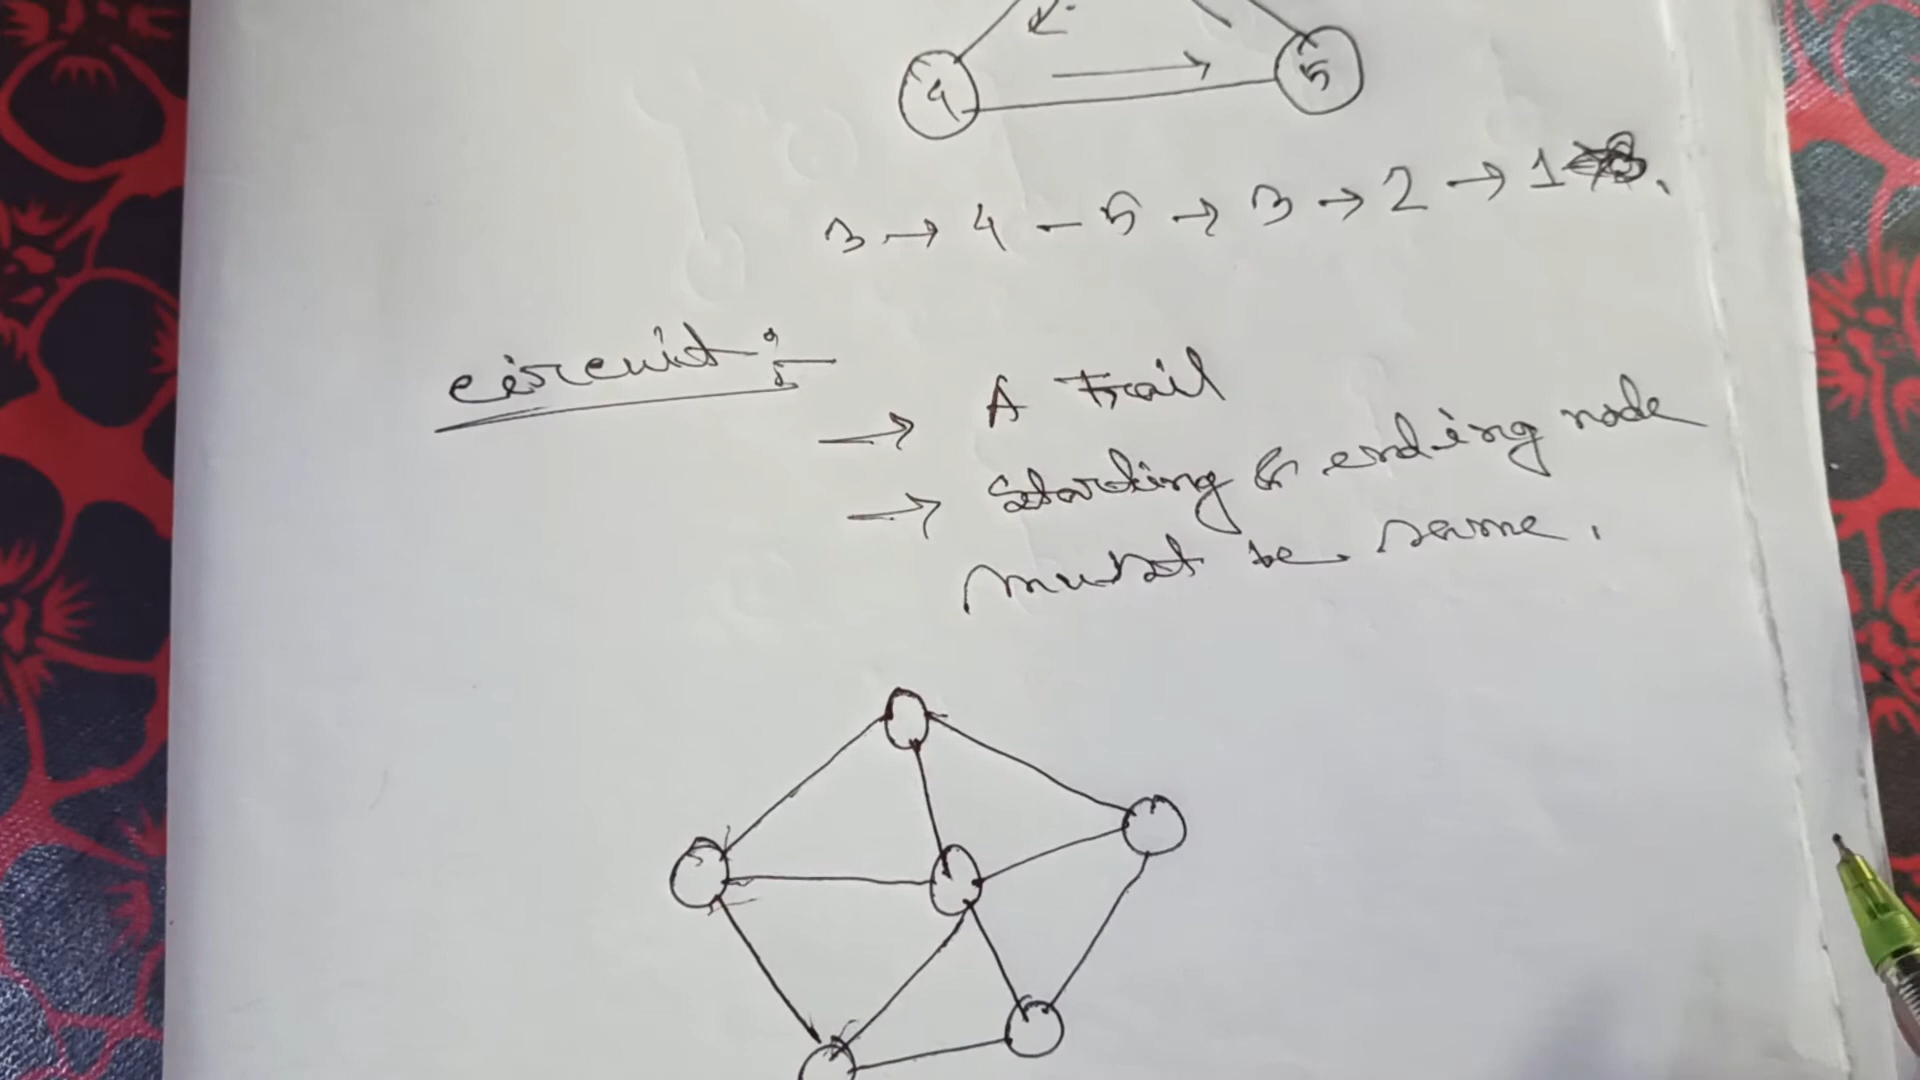 4 5
3 → 4 – 5 → 3 → 2 → 1
circuit :-
→ A trail
→ Starting & ending node
must be same.